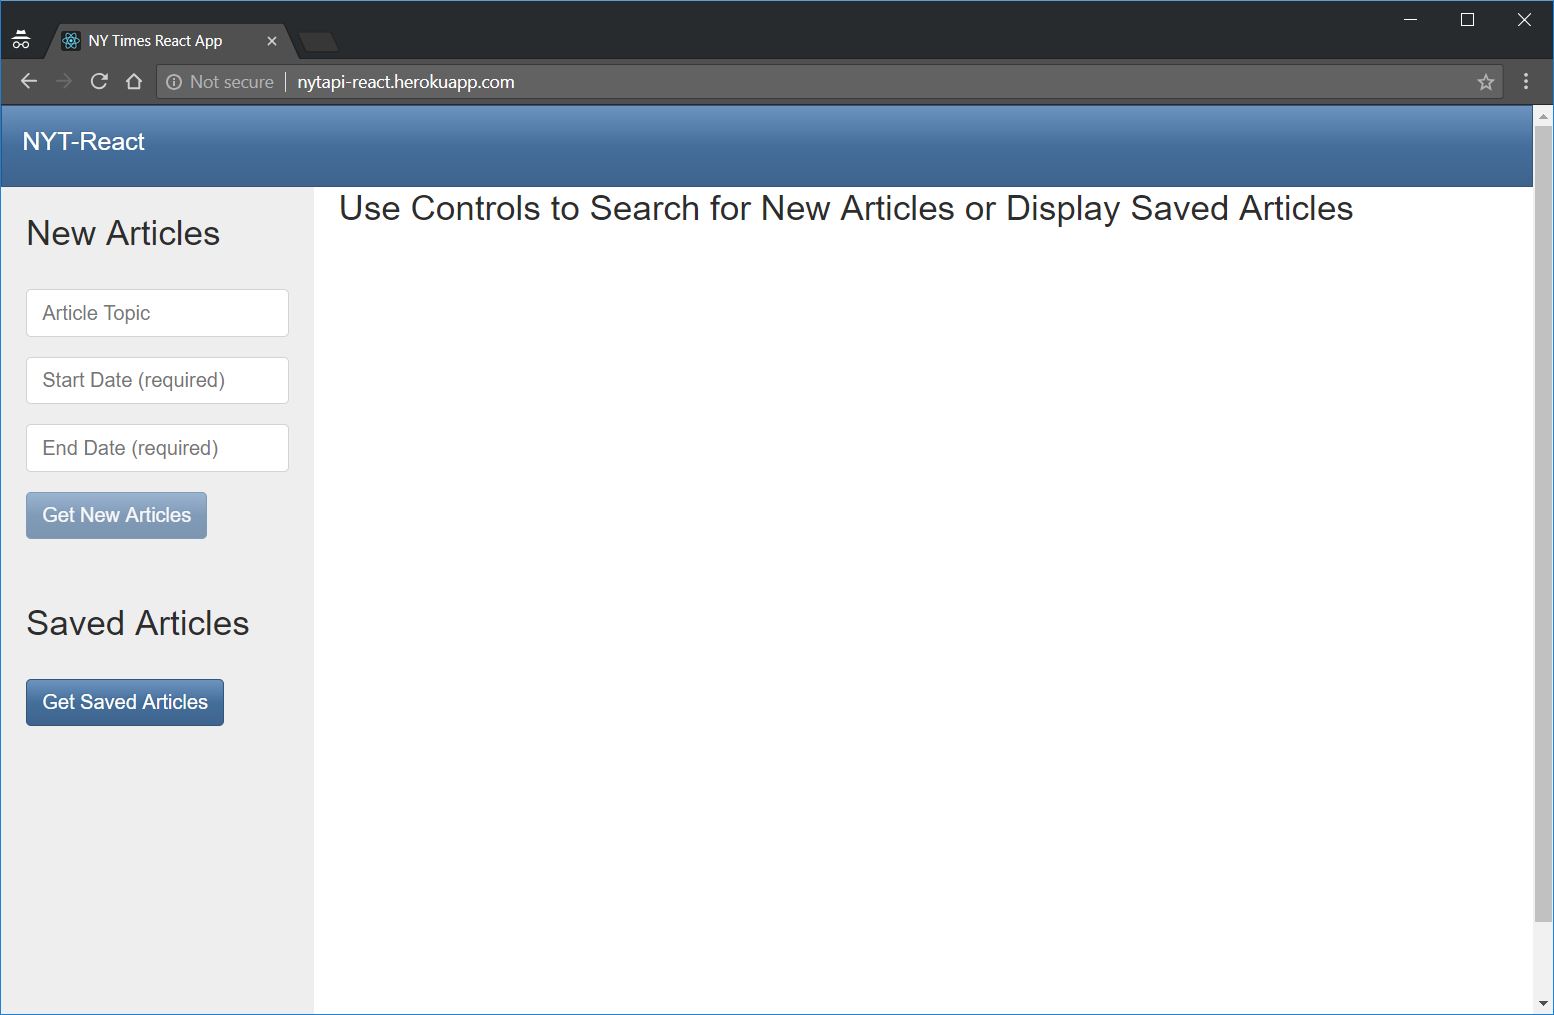 NY Times React App
Not secure
nytapi-react.herokuapp.com
NYT-React
New Articles
Article Topic
Start Date (required)
End Date (required)
Get New Articles
Saved Articles
Get Saved Articles
Use Controls to Search for New Articles or Display Saved Articles